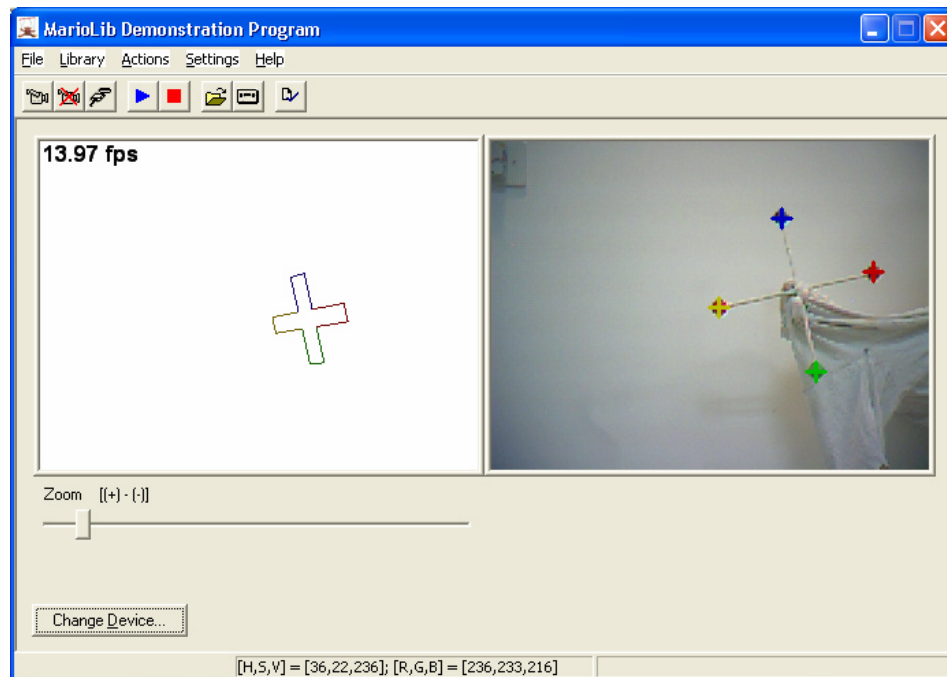 MarioLib Demonstration Program
File Library Actions Settings Help
13.97 fps
Zoom [(+) - (-)]
Change Device...
[H,S,V] = [36,22,236]; [R,G,B] = [236,233,216]